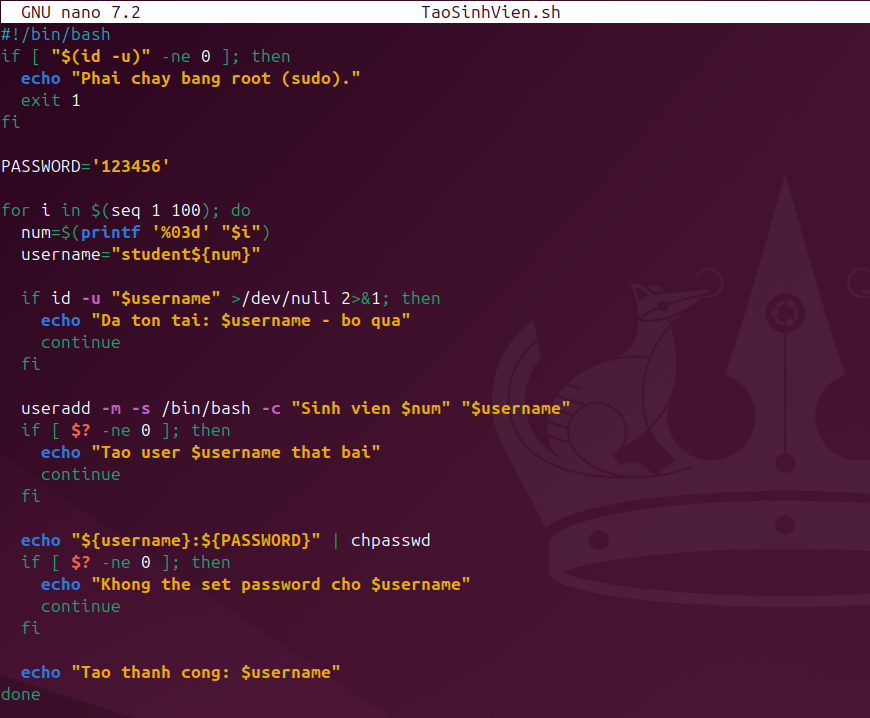 GNU nano 7.2 TaoSinhVien.sh
#!/bin/bash
if [ "$(id -u)" -ne 0 ]; then
  echo "Phai chay bang root (sudo)."
  exit 1
fi

PASSWORD='123456'

for i in $(seq 1 100); do
  num=$(printf '%03d' "$i")
  username="student${num}"

  if id -u "$username" >/dev/null 2>&1; then
    echo "Da ton tai: $username - bo qua"
    continue
  fi

  useradd -m -s /bin/bash -c "Sinh vien $num" "$username"
  if [ $? -ne 0 ]; then
    echo "Tao user $username that bai"
    continue
  fi

  echo "${username}:${PASSWORD}" | chpasswd
  if [ $? -ne 0 ]; then
    echo "Khong the set password cho $username"
    continue
  fi

  echo "Tao thanh cong: $username"
done